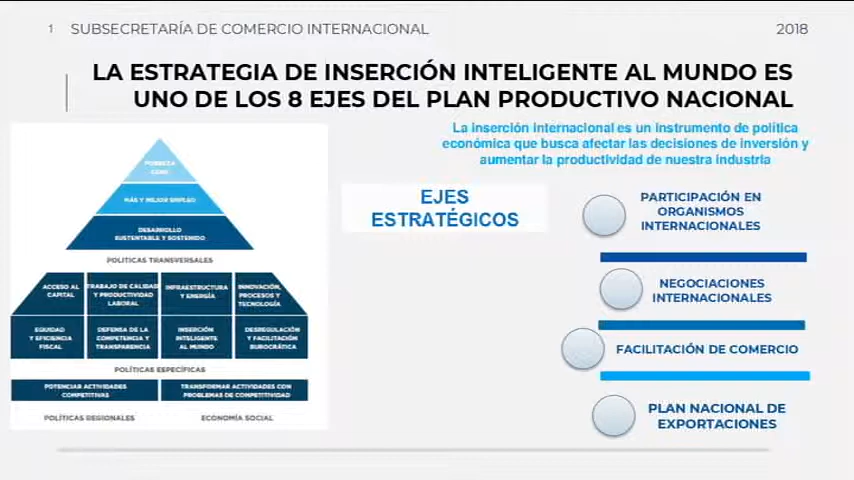 1 SUBSECRETARÍA DE COMERCIO INTERNACIONAL
2018
LA ESTRATEGIA DE INSERCIÓN INTELIGENTE AL MUNDO ES
UNO DE LOS 8 EJES DEL PLAN PRODUCTIVO NACIONAL
La inserción internacional es un instrumento de política
económica que busca afectar las decisiones de inversión y
aumentar la productividad de nuestra industria
POBREZA
CERO
MÁS Y MEJOR EMPLEO
DESARROLLO
SUSTENTABLE Y SOSTENIDO
POLÍTICAS TRANSVERSALES
ACCESO AL
CAPITAL
TRABAJO DE CALIDAD
Y PRODUCTIVIDAD
LABORAL
INFRAESTRUCTURA
Y ENERGÍA
INNOVACIÓN,
PROCESOS Y
TECNOLOGÍA
EQUIDAD
Y EFICIENCIA
FISCAL
DEFENSA DE LA
COMPETENCIA Y
TRANSPARENCIA
INSERCIÓN
INTELIGENTE
AL MUNDO
DESREGULACIÓN
Y FACILITACIÓN
BUROCRÁTICA
POLÍTICAS ESPECÍFICAS
POTENCIAR ACTIVIDADES
COMPETITIVAS
TRANSFORMAR ACTIVIDADES CON
PROBLEMAS DE COMPETITIVIDAD
POLÍTICAS REGIONALES
ECONOMÍA SOCIAL
EJES
ESTRATÉGICOS
PARTICIPACIÓN EN
ORGANISMOS
INTERNACIONALES
NEGOCIACIONES
INTERNACIONALES
FACILITACIÓN DE COMERCIO
PLAN NACIONAL DE
EXPORTACIONES